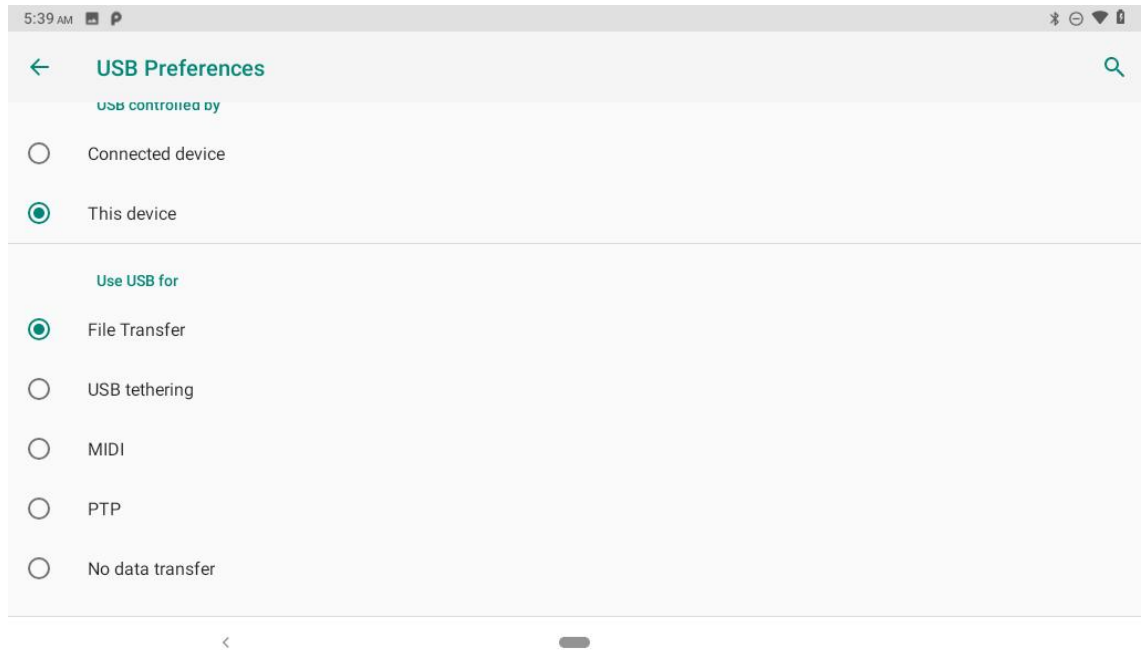 5:39 AM
USB Preferences
USB controlled by
Connected device
This device
Use USB for
File Transfer
USB tethering
MIDI
PTP
No data transfer